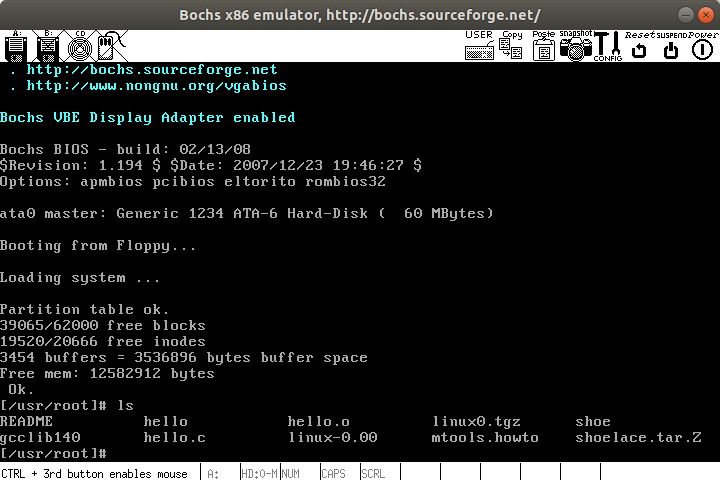 Bochs x86 emulator, http://bochs.sourceforge.net/
A: B: CD USER Copy Paste snapshot CONFIG Reset SUSPEND Power
. http://bochs.sourceforge.net
. http://www.nongnu.org/vgabios
Bochs VBE Display Adapter enabled
Bochs BIOS - build: 02/13/08
$Revision: 1.194 $ $Date: 2007/12/23 19:46:27 $
Options: apmbios pcibios eltorito rombios32
ata0 master: Generic 1234 ATA-6 Hard-Disk (  60 MBytes)
Booting from Floppy...
Loading system ...
Partition table ok.
39065/62000 free blocks
19520/20666 free inodes
3454 buffers = 3536896 bytes buffer space
Free mem: 12582912 bytes
 Ok.
[/usr/root]# ls
README hello hello.o linux0.tgz shoe
gcclib140 hello.c linux-0.00 mtools.howto shoelace.tar.Z
[/usr/root]#
CTRL + 3rd button enables mouse A: HD:0-M NUM CAPS SCRL